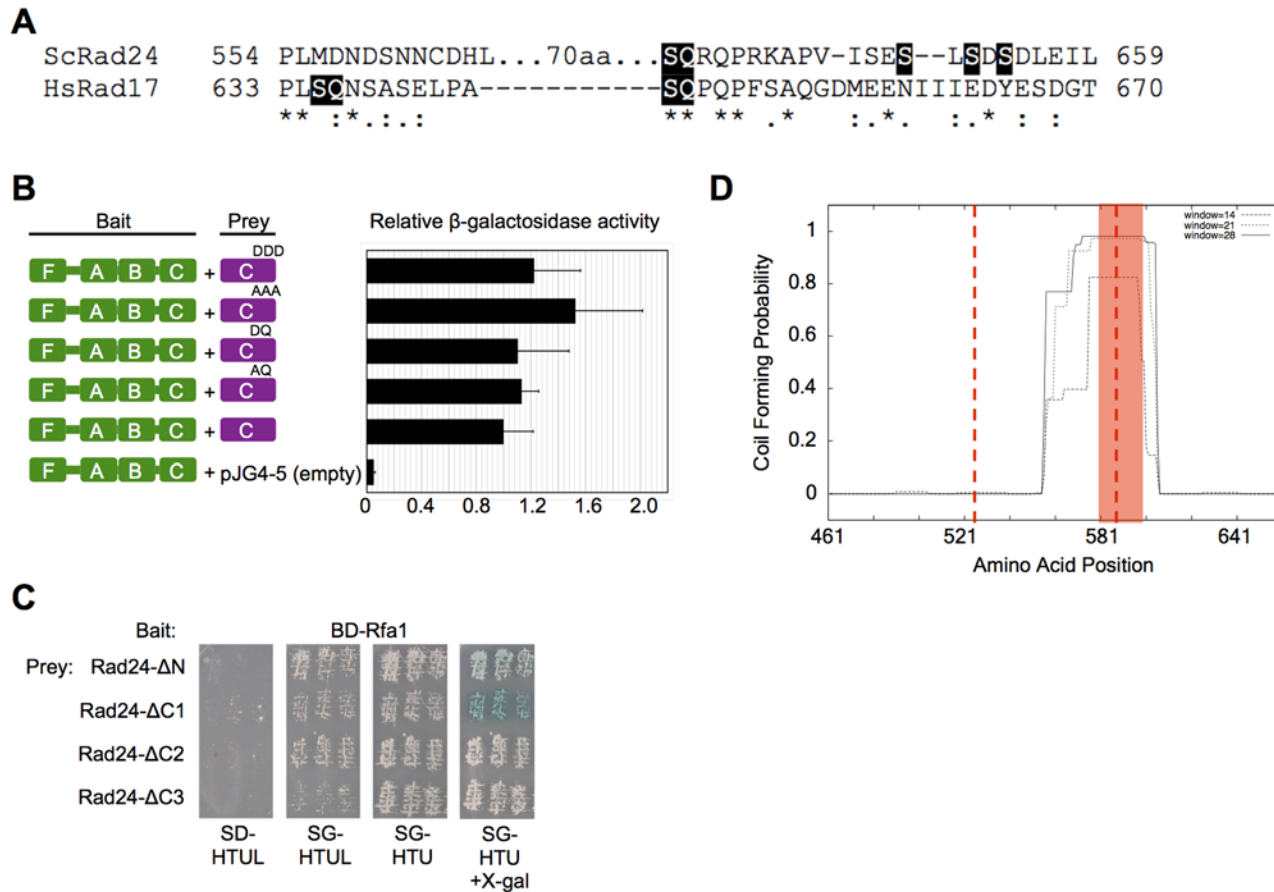 A
ScRad24 554 PLMDNDSNNCDHL...70aa...SQRQPRKAPV-ISES--LSDSDLEIL 659
HsRad17 633 PLSQNSASELPA-----------SQPQPFSAQGDMEENIIIEDYESDGT 670
** :*.:.: ** ** .* :*. :.* : :
B
Bait Prey Relative β-galactosidase activity
DDD
F A B C + C
AAA
F A B C + C
DQ
F A B C + C
AQ
F A B C + C
F A B C + C
F A B C + pJG4-5 (empty)
0 0.4 0.8 1.2 1.6 2.0
D
window=14
window=21
window=28
Coil Forming Probability
1
0.8
0.6
0.4
0.2
0
461 521 581 641
Amino Acid Position
C
Bait: BD-Rfa1
Prey: Rad24-ΔN
Rad24-ΔC1
Rad24-ΔC2
Rad24-ΔC3
SD-
HTUL
SG-
HTUL
SG-
HTU
SG-
HTU
+X-gal